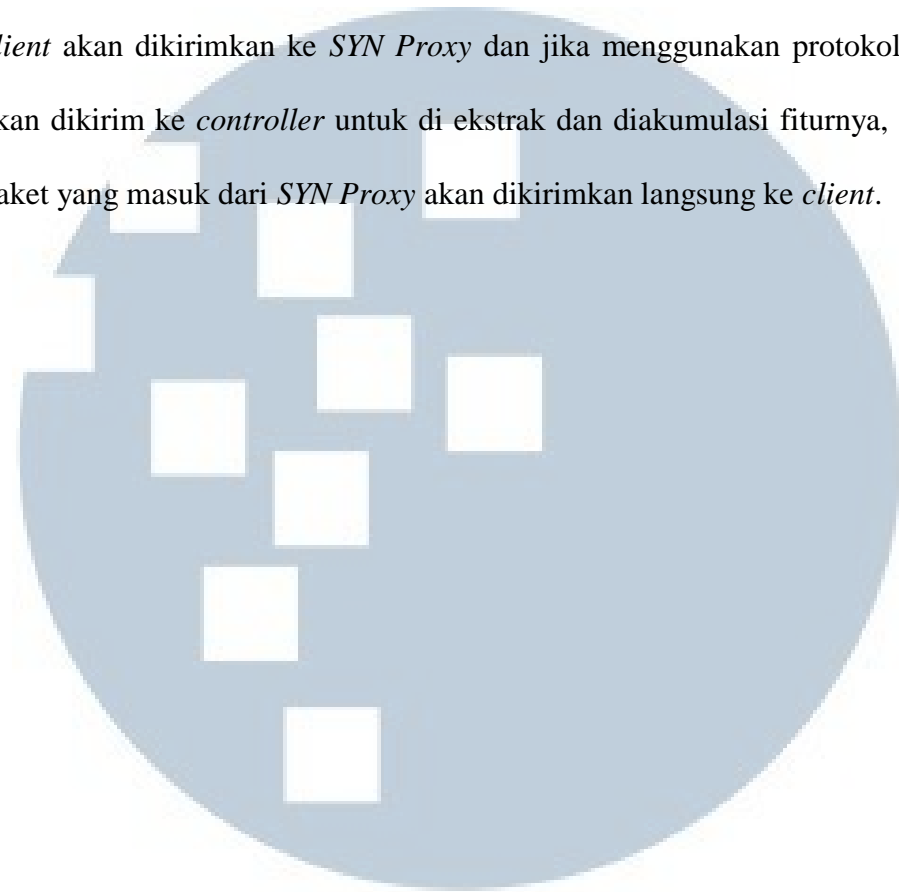 lient akan dikirimkan ke SYN Proxy dan jika menggunakan protokol
kan dikirim ke controller untuk di ekstrak dan diakumulasi fiturnya,
aket yang masuk dari SYN Proxy akan dikirimkan langsung ke client.